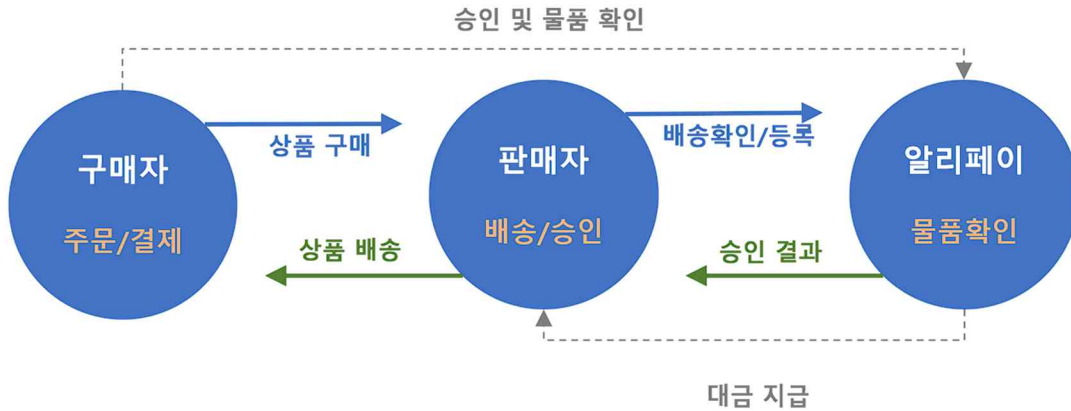 승인 및 물품 확인
구매자
주문/결제
상품 구매
상품 배송
판매자
배송/승인
배송확인/등록
승인 결과
알리페이
물품확인
대금 지급